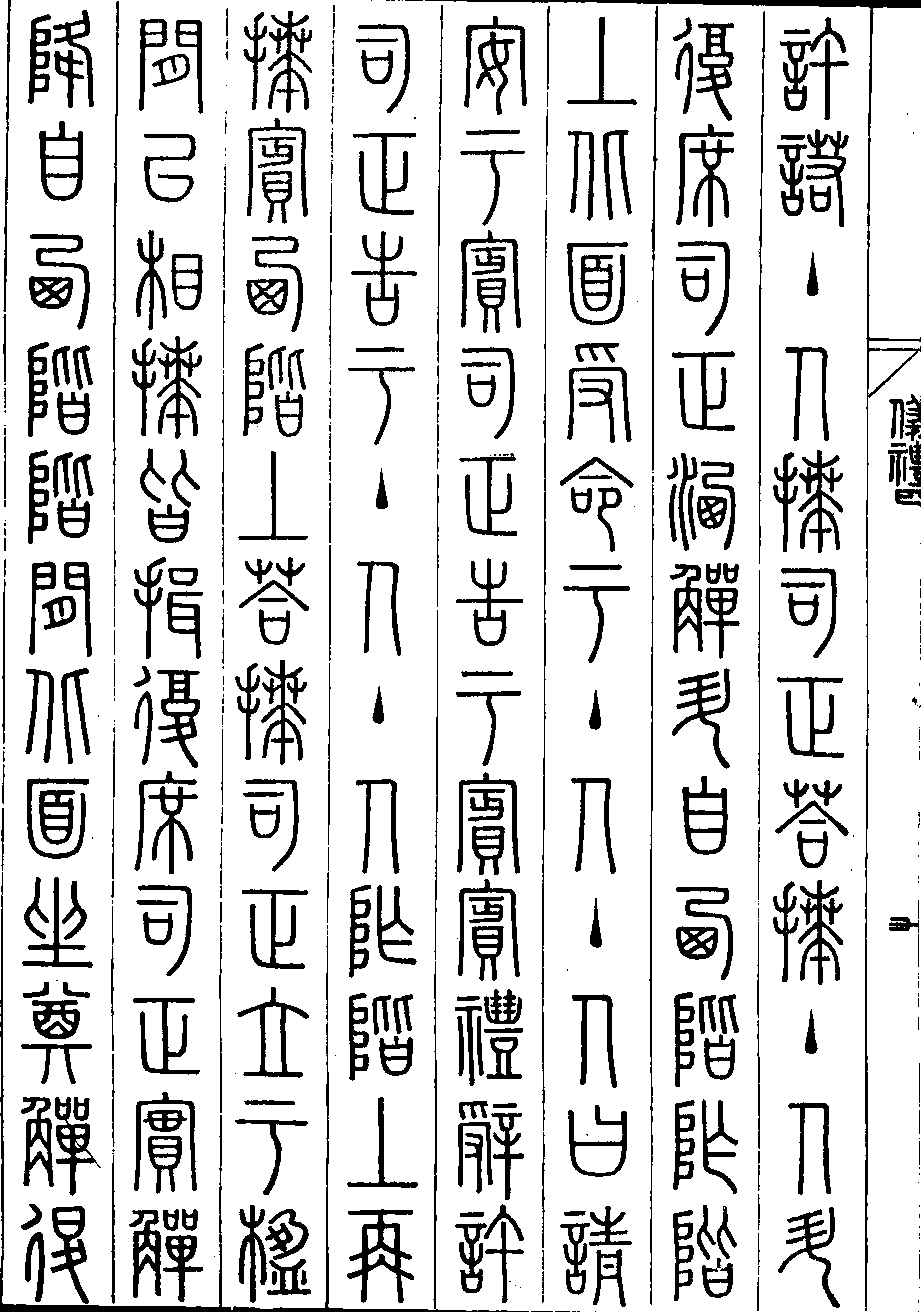 許諾主人拜司正荅拜主人升
復席司正洗觶升自西階阼階
上北面受命于主人主人曰請
安于賓司正告于賓賓禮辭許
司正告于主人主人阼階上再
拜賓西階上荅拜司正立于楹
間以相拜皆揖復席司正實觶
降自西階階間北面坐奠觶退
儀禮四